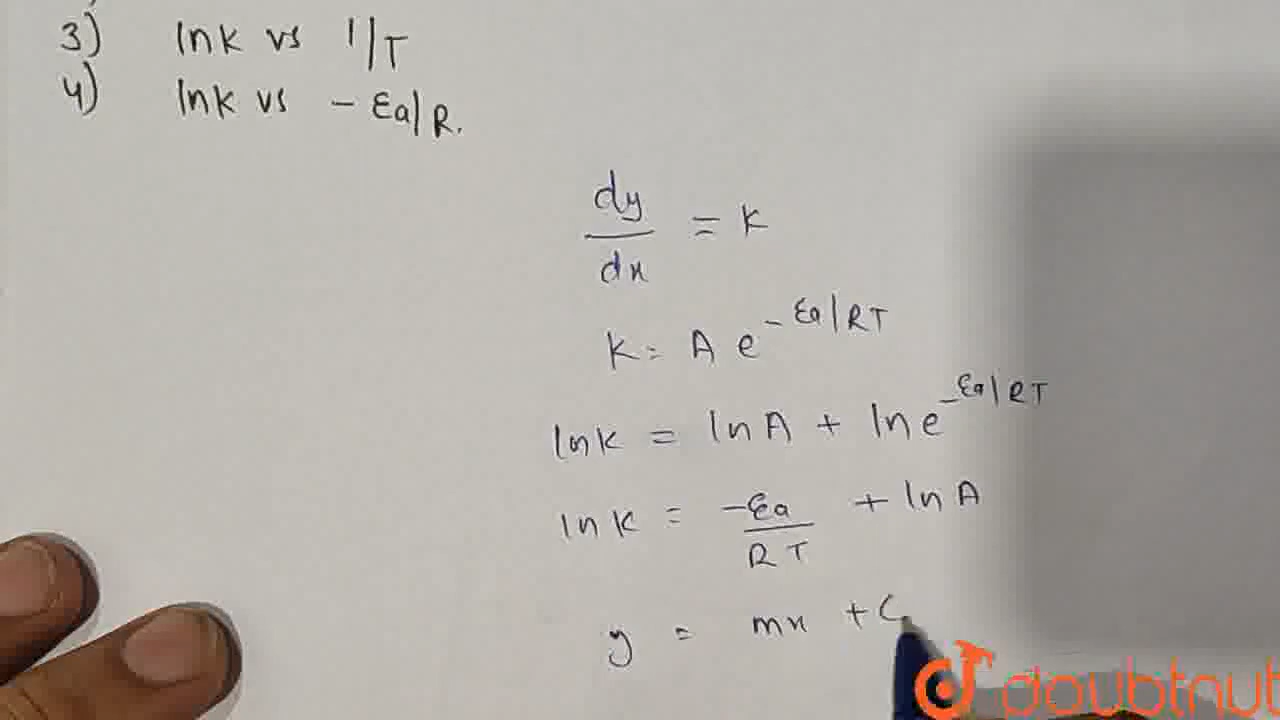 3) lnk vs 1/T
4) lnk vs - Ea/R.
dy/dx = k
k = A e^-Ea/RT
lnk = lnA + lne^-Ea/RT
lnk = -Ea/RT + lnA
y = mx + C
doubtnut